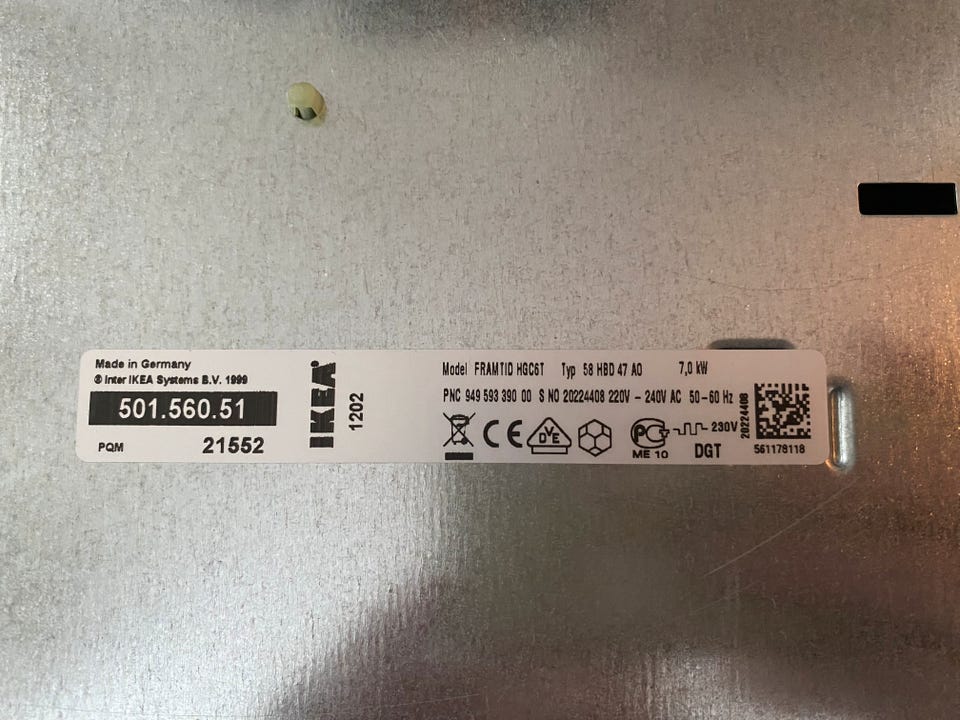 Made in Germany
© Inter IKEA Systems B.V. 1999
501.560.51
PQM 21552
IKEA
1202
Model FRAMTID HGC6T Typ 58 HBD 47 AO 7,0 kW
PNC 949 593 390 00 S NO 20224408 220V - 240V AC 50-60 Hz
CE
VDE
230V
ME 10
DGT
20224408
561178118